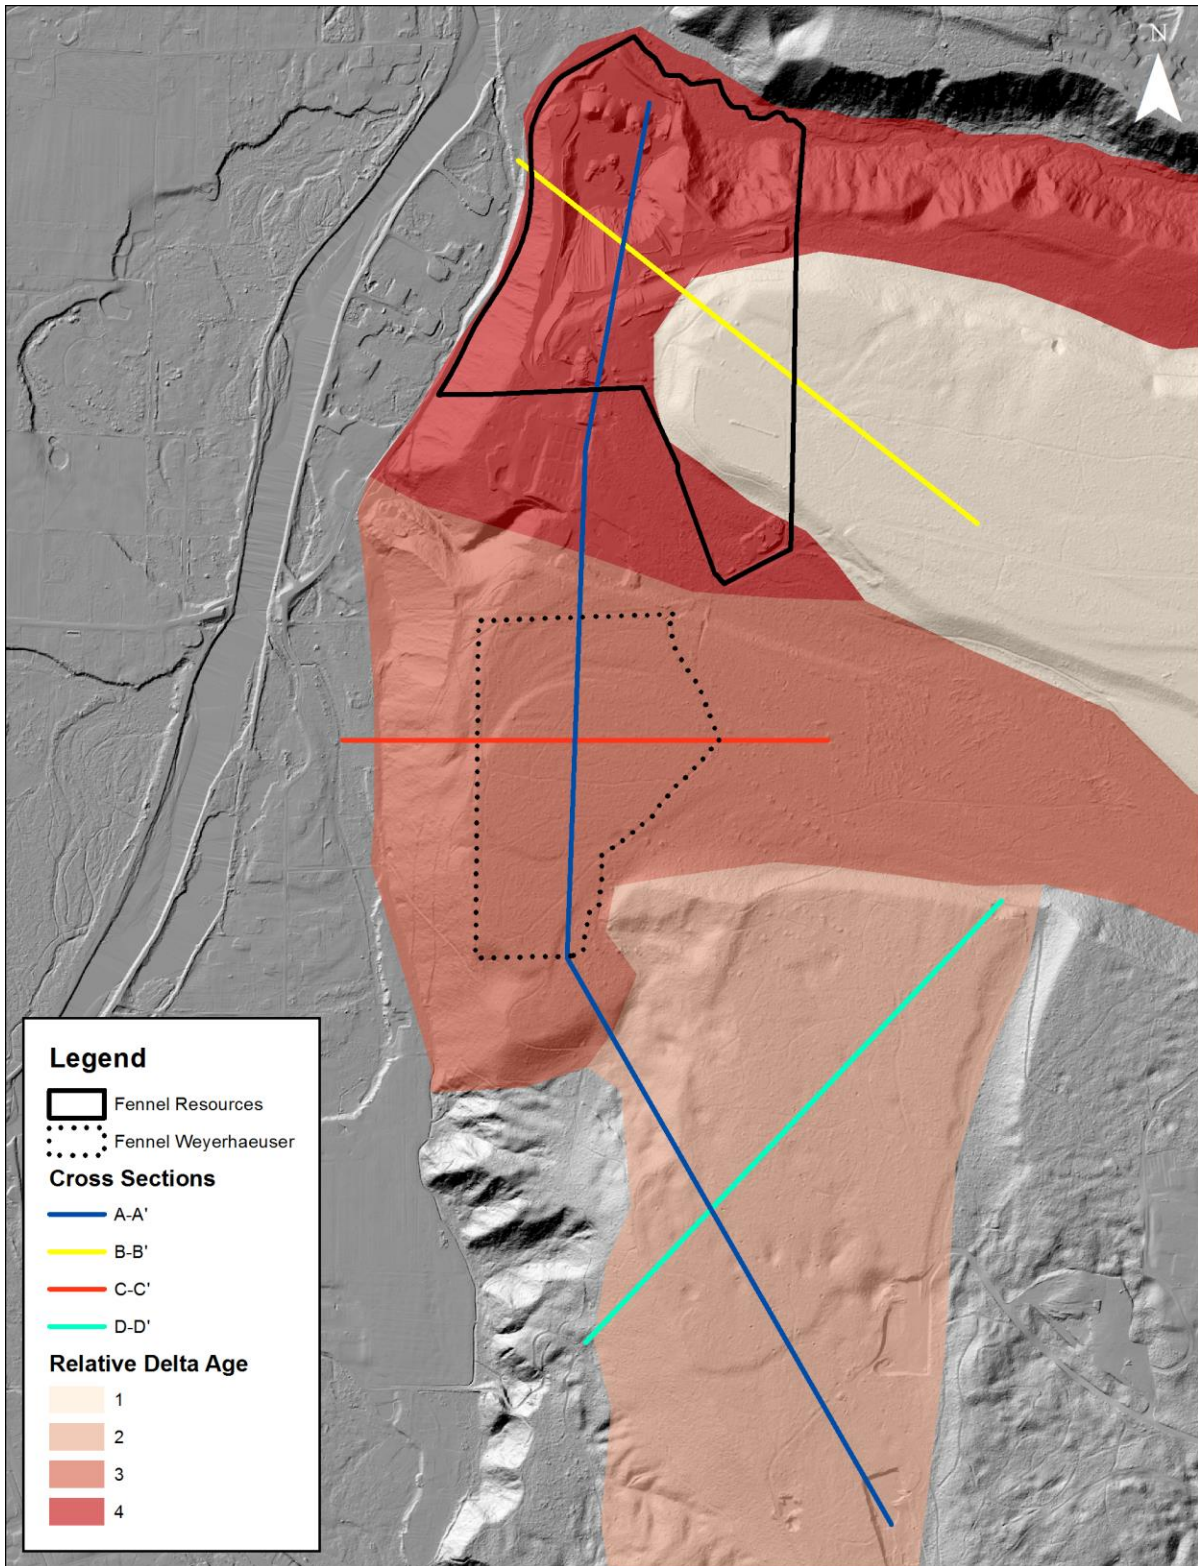 N
Legend
Fennel Resources
Fennel Weyerhaeuser
Cross Sections
A-A'
B-B'
C-C'
D-D'
Relative Delta Age
1
2
3
4